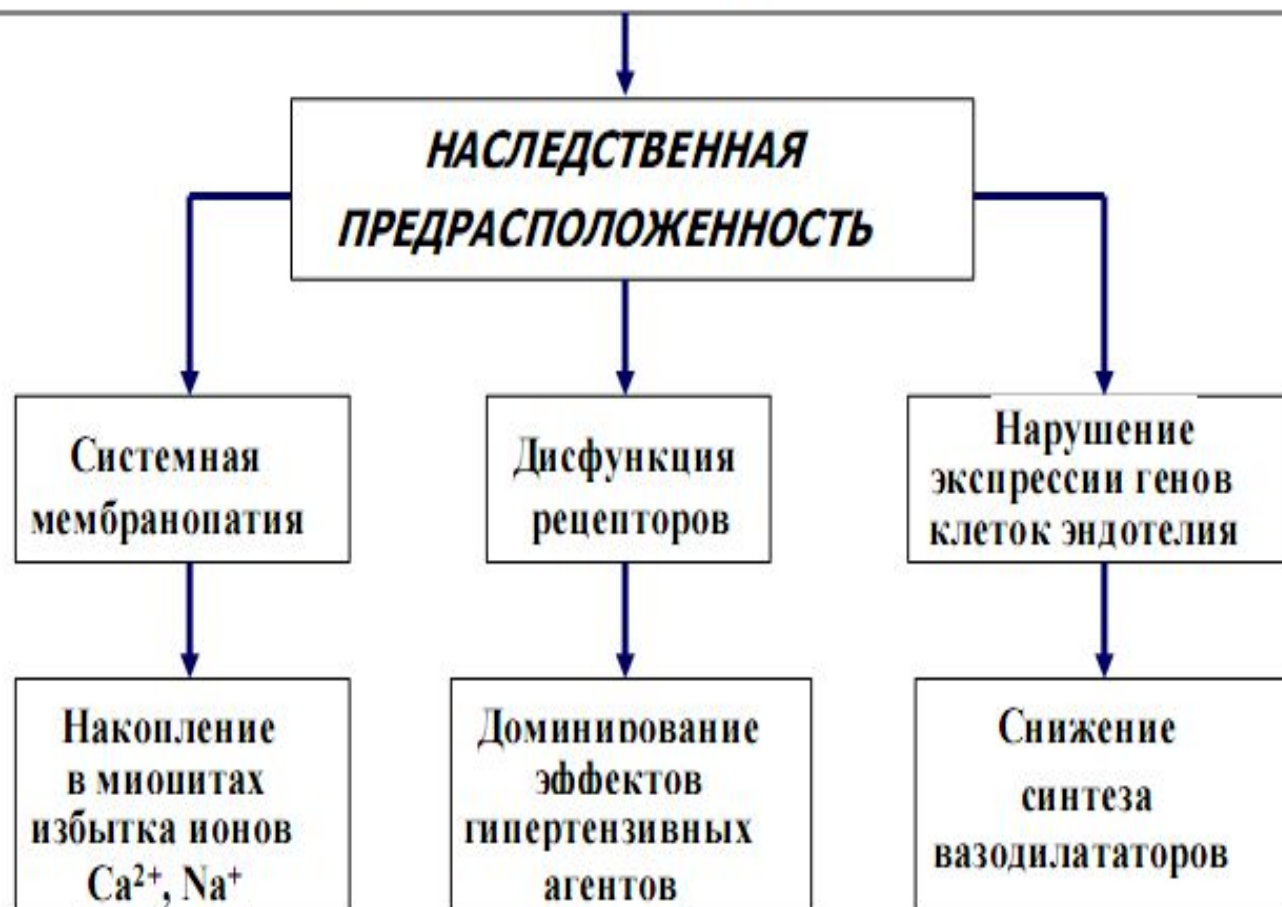 НАСЛЕДСТВЕННАЯ
ПРЕДРАСПОЛОЖЕННОСТЬ
Системная
мембранопатия
Дисфункция
рецепторов
Нарушение
экспрессии генов
клеток эндотелия
Накопление
в миоцитах
избытка ионов
Ca²⁺, Na⁺
Доминирование
эффектов
гипертензивных
агентов
Снижение
синтеза
вазодилататоров